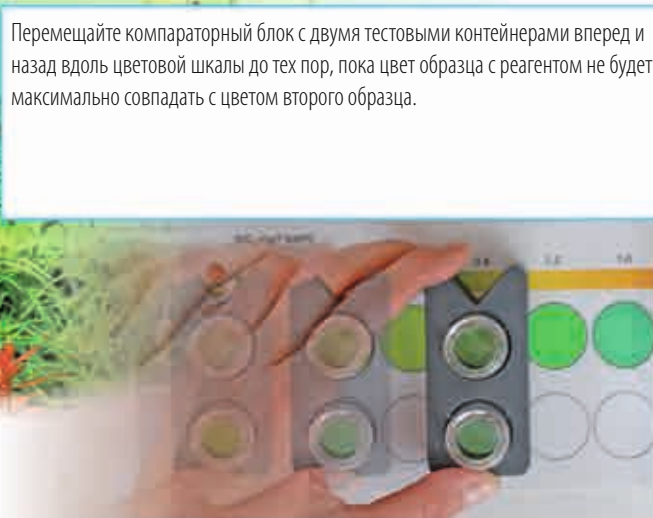 Перемещайте компараторный блок с двумя тестовыми контейнерами вперед и
назад вдоль цветовой шкалы до тех пор, пока цвет образца с реагентом не будет
максимально совпадать с цветом второго образца.